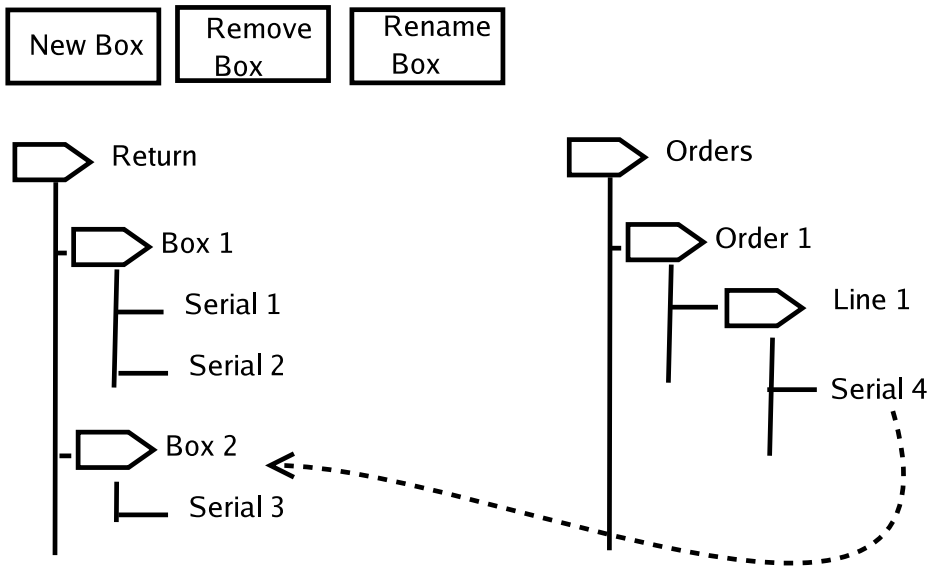 New Box
Remove
Box
Rename
Box
Return
Box 1
Serial 1
Serial 2
Box 2
Serial 3
Orders
Order 1
Line 1
Serial 4